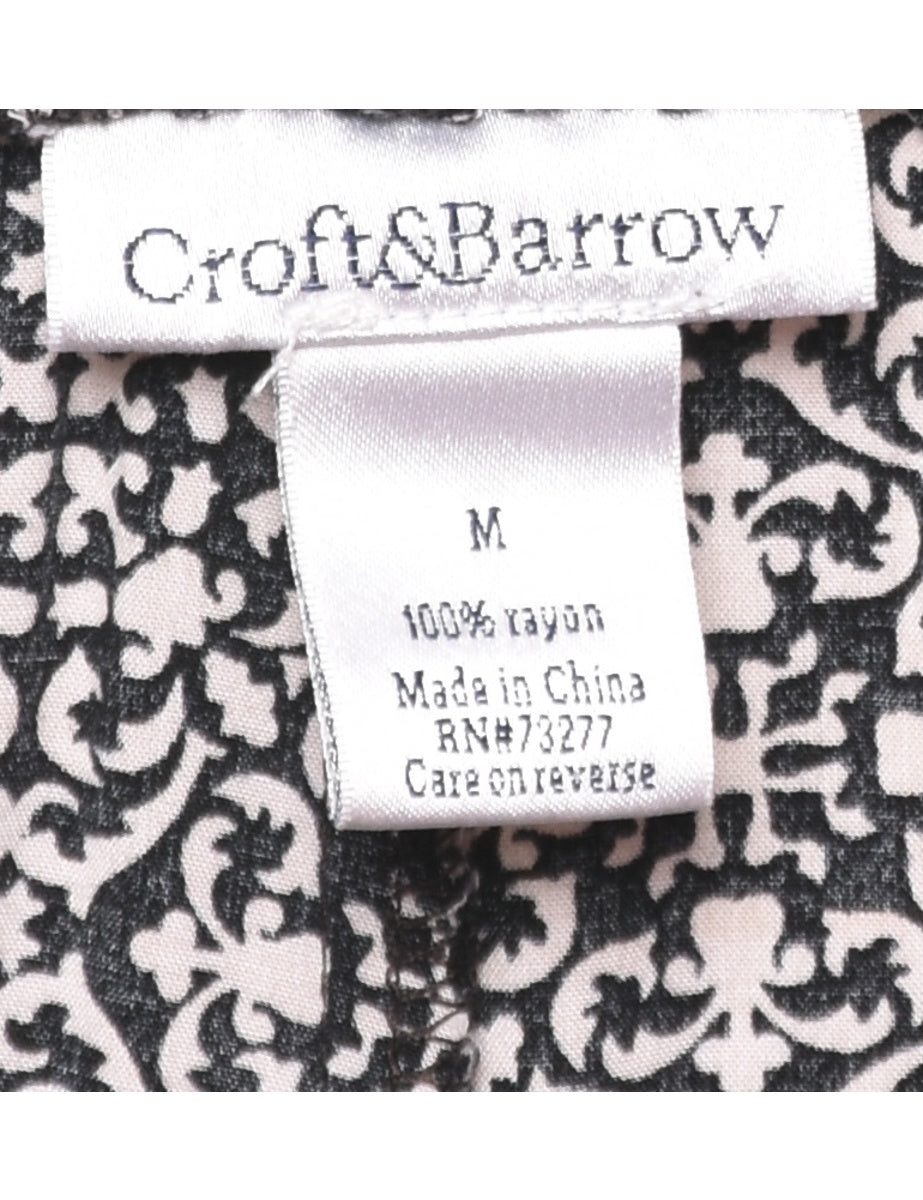 Croft&Barrow
M
100% rayon
Made in China
RN#73277
Care on reverse